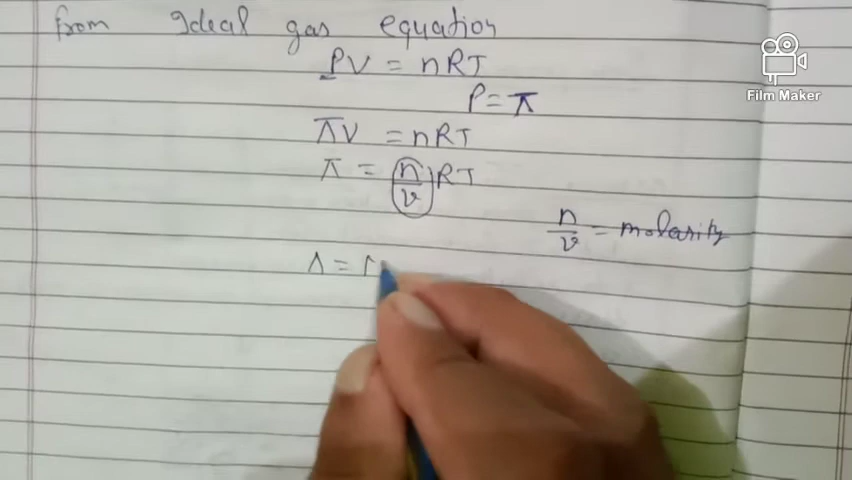 from Ideal gas equation
PV = nRT
P = π
πV = nRT
π = (n/v) RT
n/v = molarity
Film Maker